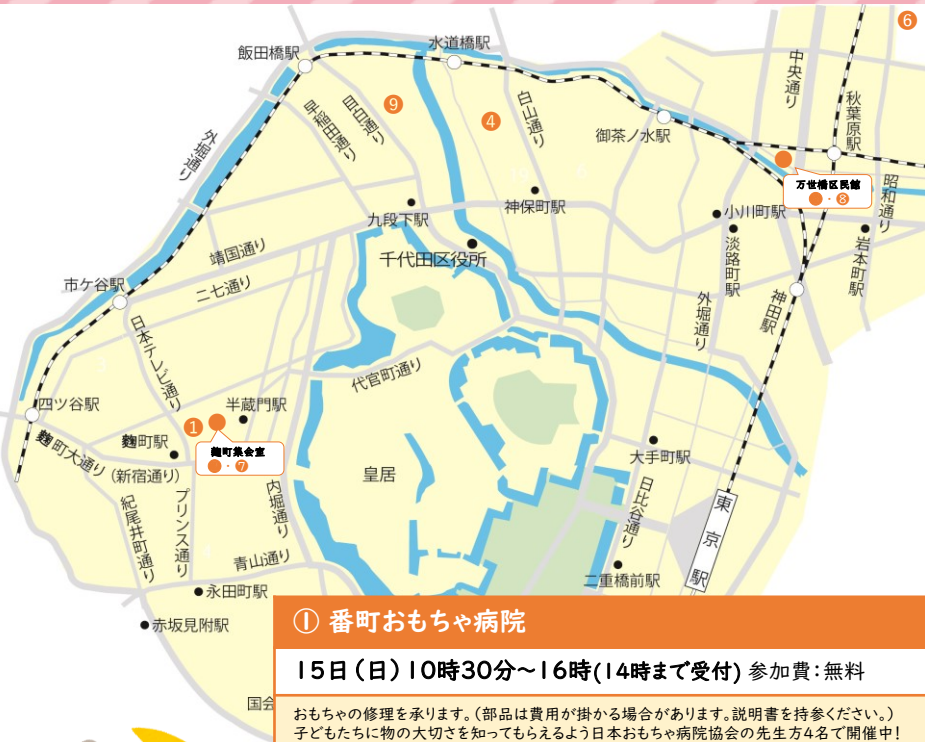 ⑥
飯田橋駅
水道橋駅
中央通り
秋葉原駅
早稲田通り
目白通り
⑨
④
白山通り
御茶ノ水駅
外堀通り
万世橋区民館
・⑧
昭和通り
九段下駅
神保町駅
小川町駅
淡路町駅
岩本町駅
靖国通り
千代田区役所
市ケ谷駅
二七通り
外堀通り
神田駅
日本テレビ通り
代官町通り
四ツ谷駅
半蔵門駅
①
麴町駅
麴町集会室
・⑦
麴町大通り
(新宿通り)
皇居
大手町駅
内堀通り
日比谷通り
東京駅
紀尾井町通り
プリンス通り
青山通り
二重橋前駅
永田町駅
赤坂見附駅
国会
① 番町おもちゃ病院
15日(日)10時30分〜16時(14時まで受付) 参加費:無料
おもちゃの修理を承ります。(部品は費用が掛かる場合があります。説明書を持参ください。)
子どもたちに物の大切さを知ってもらえるよう日本おもちゃ病院協会の先生方4名で開催中!